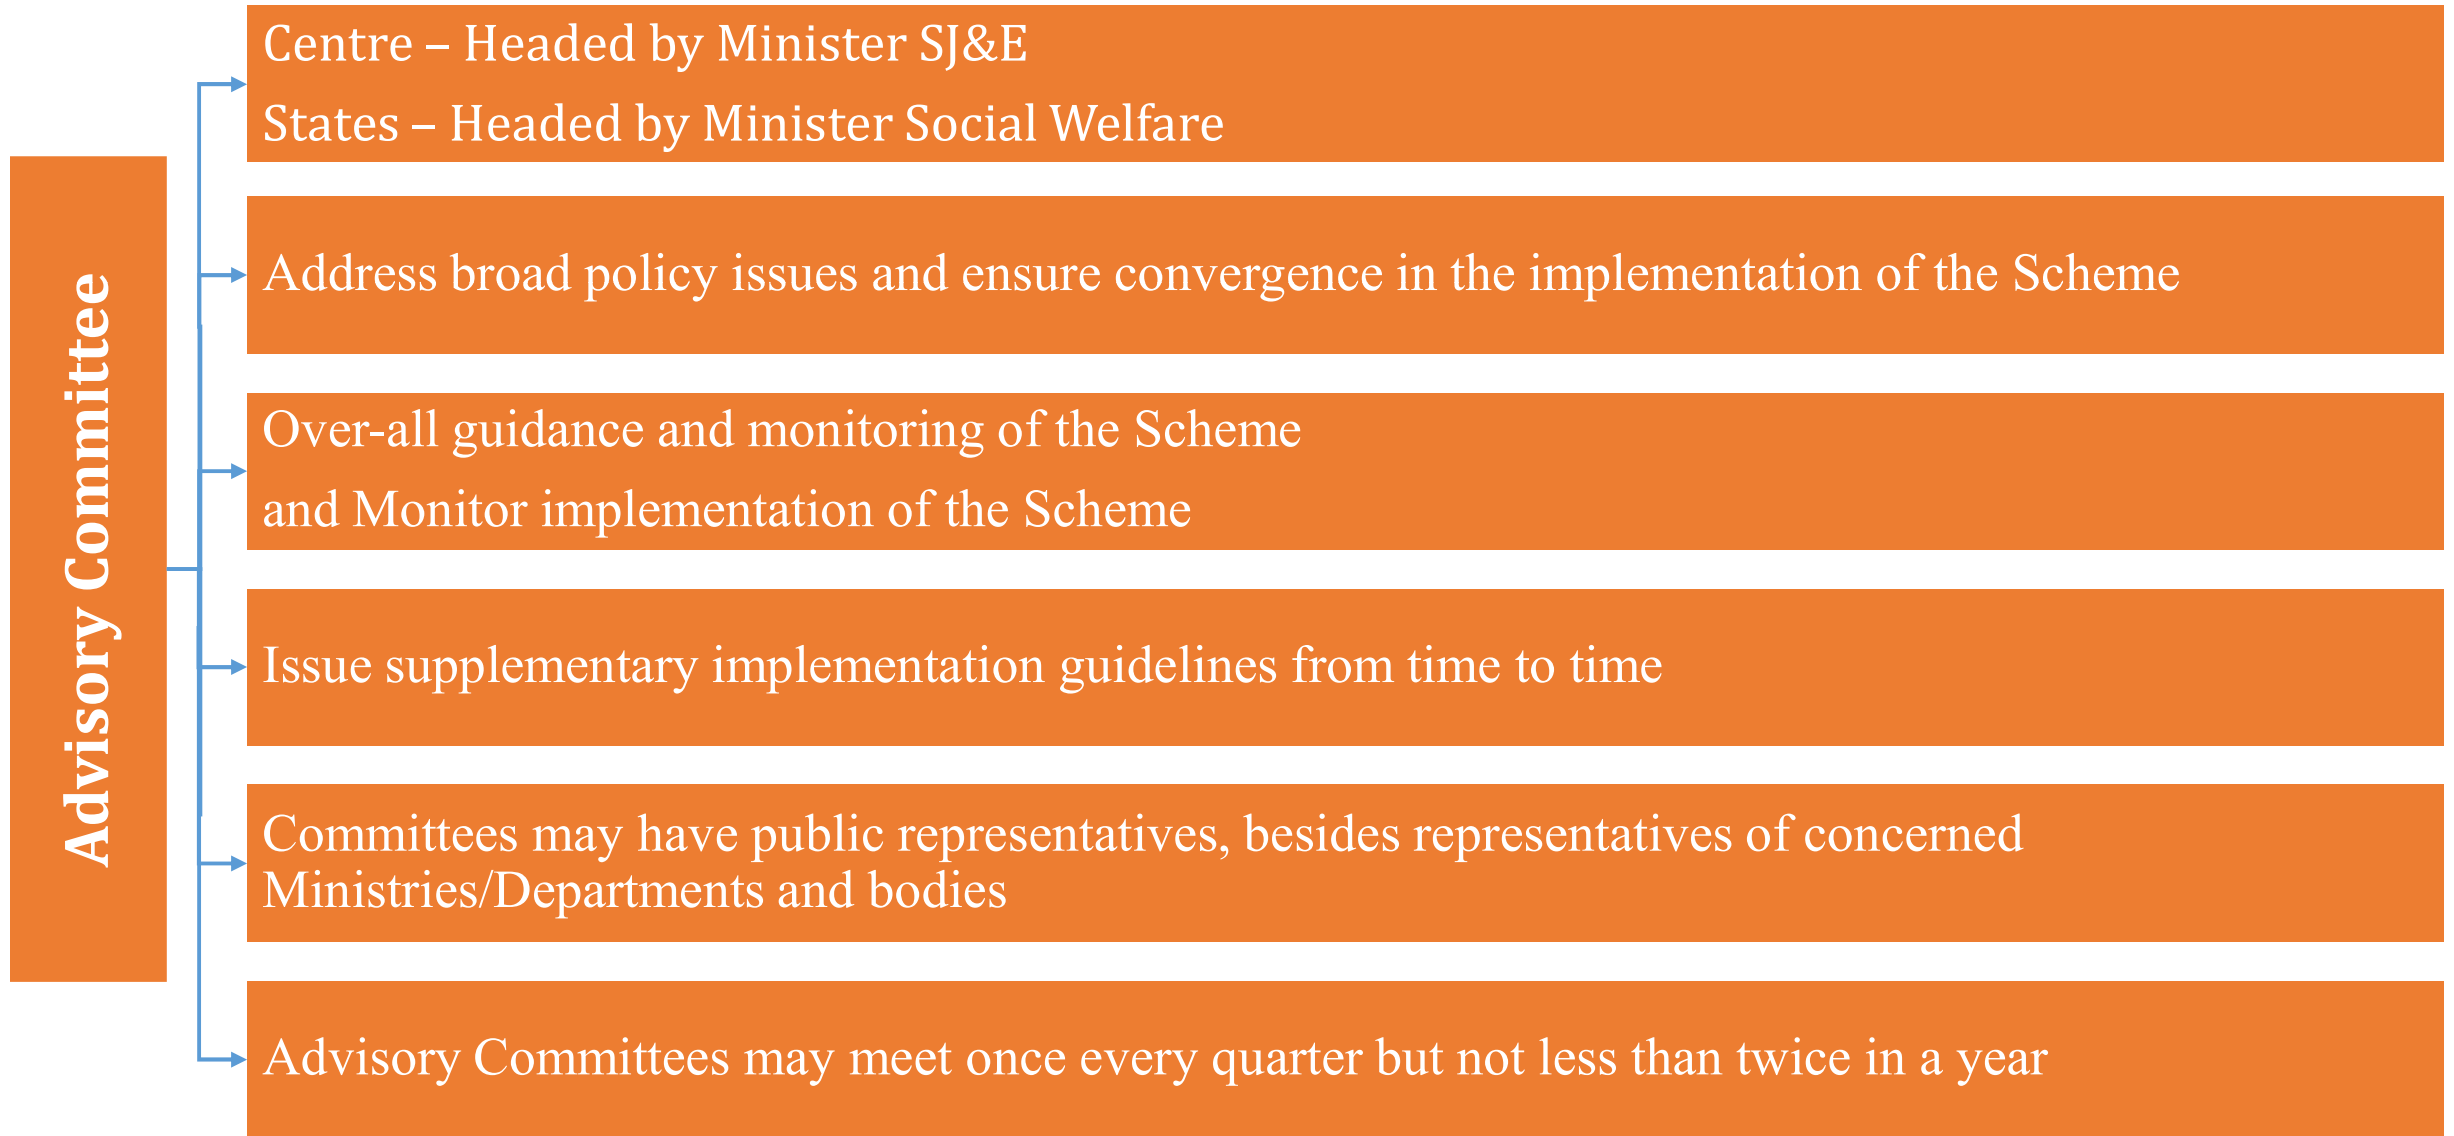 Advisory Committee
Centre – Headed by Minister SJ&E
States – Headed by Minister Social Welfare
Address broad policy issues and ensure convergence in the implementation of the Scheme
Over-all guidance and monitoring of the Scheme
and Monitor implementation of the Scheme
Issue supplementary implementation guidelines from time to time
Committees may have public representatives, besides representatives of concerned
Ministries/Departments and bodies
Advisory Committees may meet once every quarter but not less than twice in a year